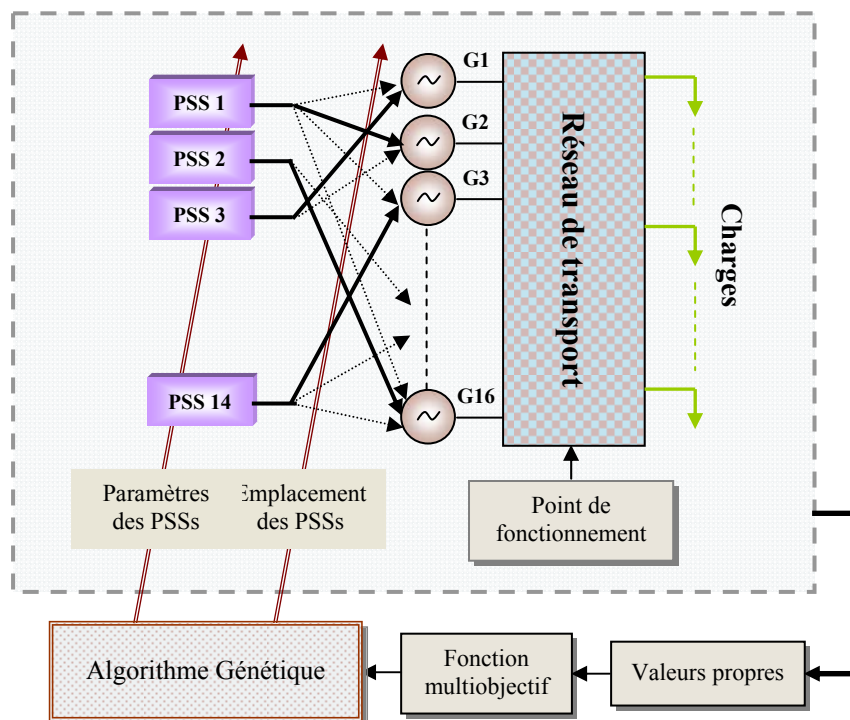 G1
PSS 1
G2
PSS 2
G3
PSS 3
Réseau de transport
Charges
PSS 14
G16
Paramètres
des PSSs
Emplacement
des PSSs
Point de
fonctionnement
Algorithme Génétique
Fonction
multiobjectif
Valeurs propres